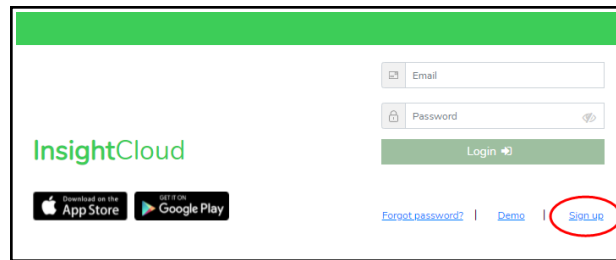 Email
Password
InsightCloud
Login
Download on the
App Store
GET IT ON
Google Play
Forgot password? | Demo | Sign up